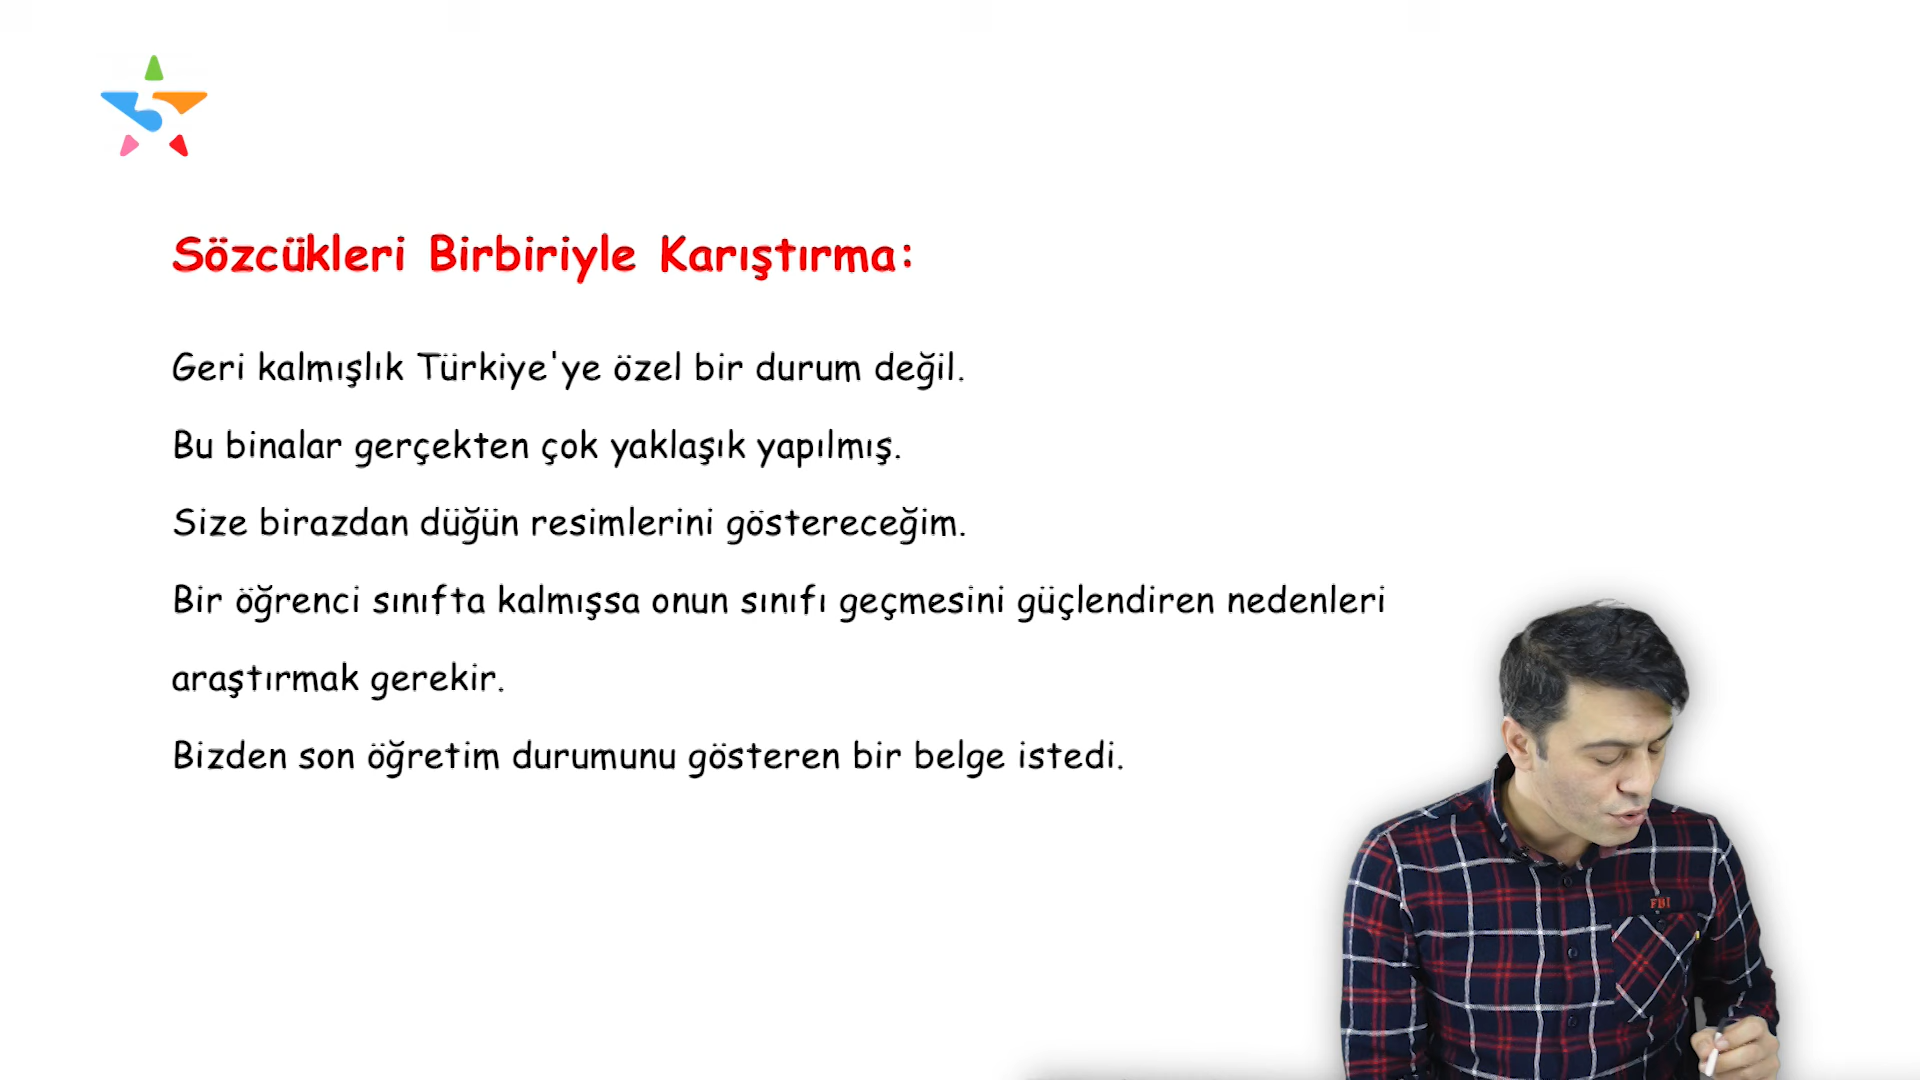 Sözcükleri Birbiriyle Karıştırma:
Geri kalmışlık Türkiye'ye özel bir durum değil.
Bu binalar gerçekten çok yaklaşık yapılmış.
Size birazdan düğün resimlerini göstereceğim.
Bir öğrenci sınıfta kalmışsa onun sınıfı geçmesini güçlendiren nedenleri
araştırmak gerekir.
Bizden son öğretim durumunu gösteren bir belge istedi.
FBI